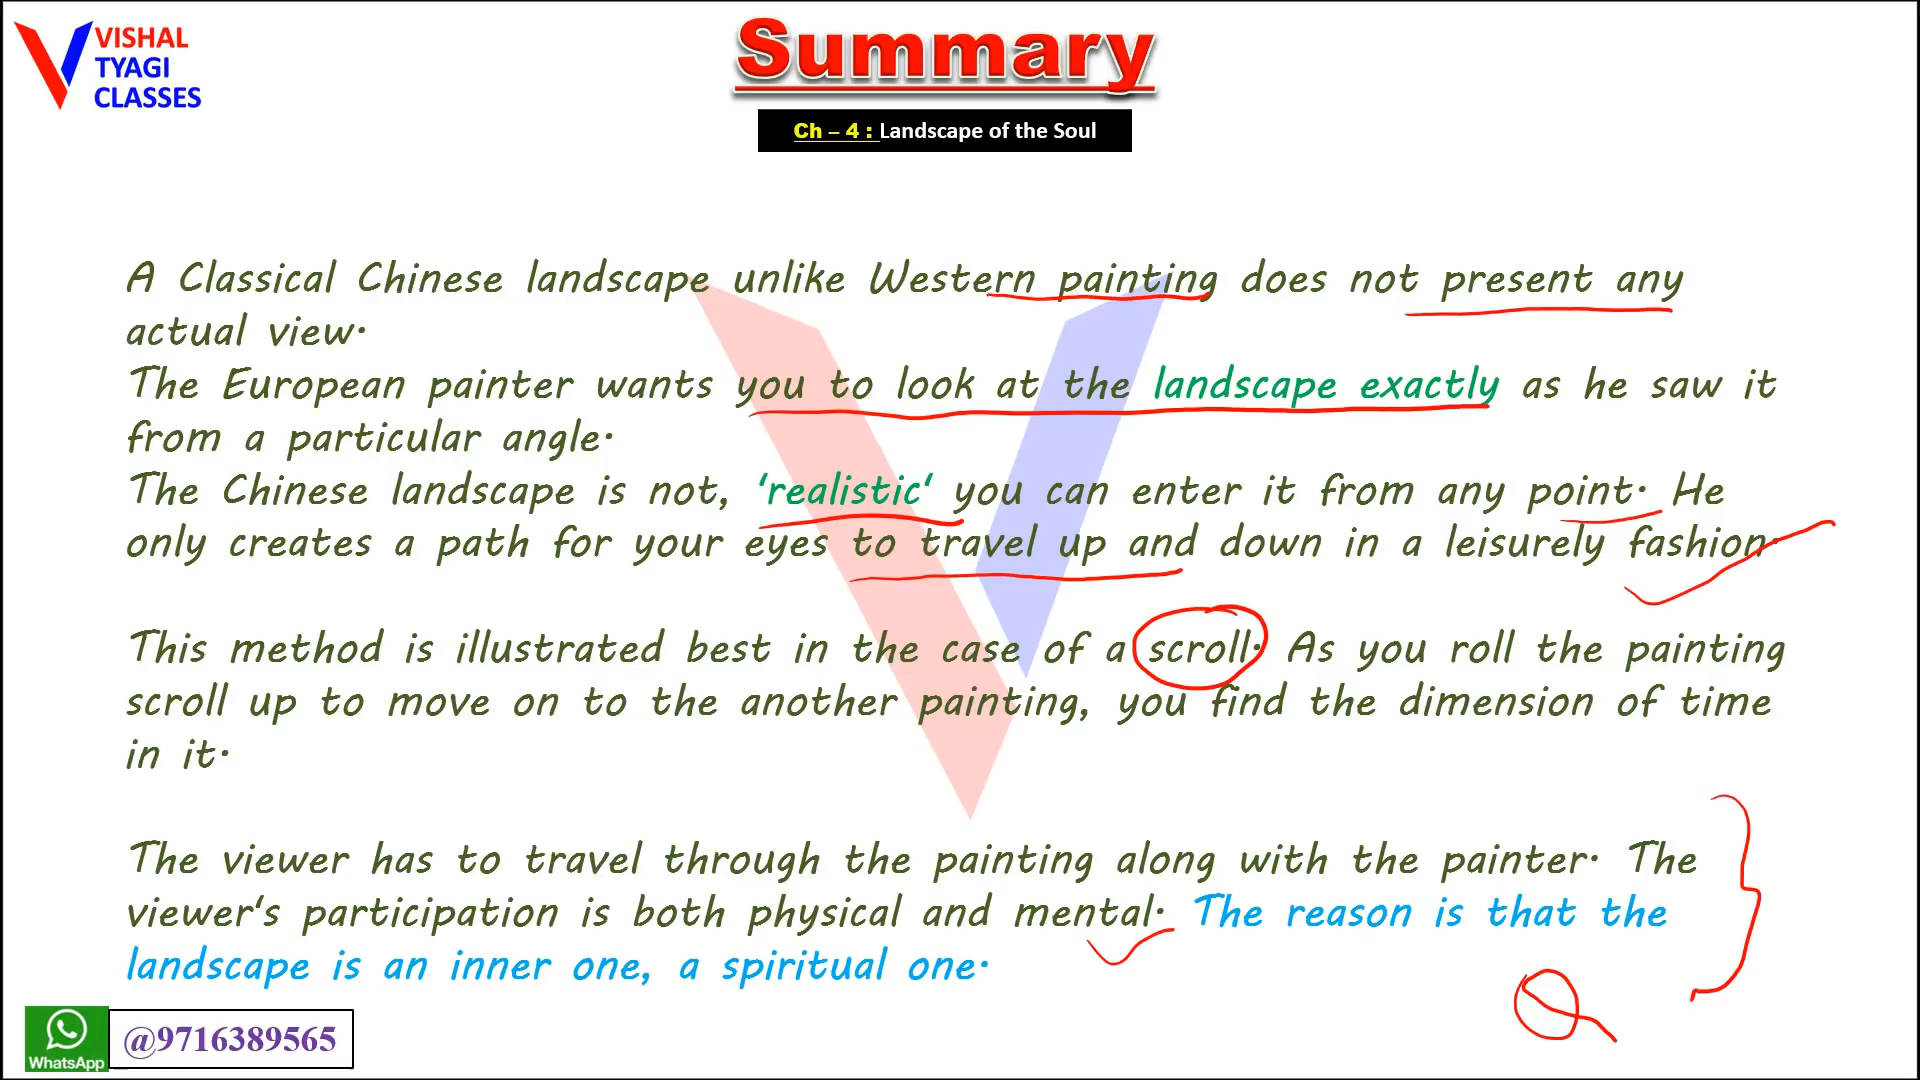 VISHAL
TYAGI
CLASSES
Summary
Ch – 4 : Landscape of the Soul
A Classical Chinese landscape unlike Western painting does not present any
actual view.
The European painter wants you to look at the landscape exactly as he saw it
from a particular angle.
The Chinese landscape is not, 'realistic' you can enter it from any point. He
only creates a path for your eyes to travel up and down in a leisurely fashion.
This method is illustrated best in the case of a scroll. As you roll the painting
scroll up to move on to the another painting, you find the dimension of time
in it.
The viewer has to travel through the painting along with the painter. The
viewer's participation is both physical and mental. The reason is that the
landscape is an inner one, a spiritual one.
Q
WhatsApp
@9716389565